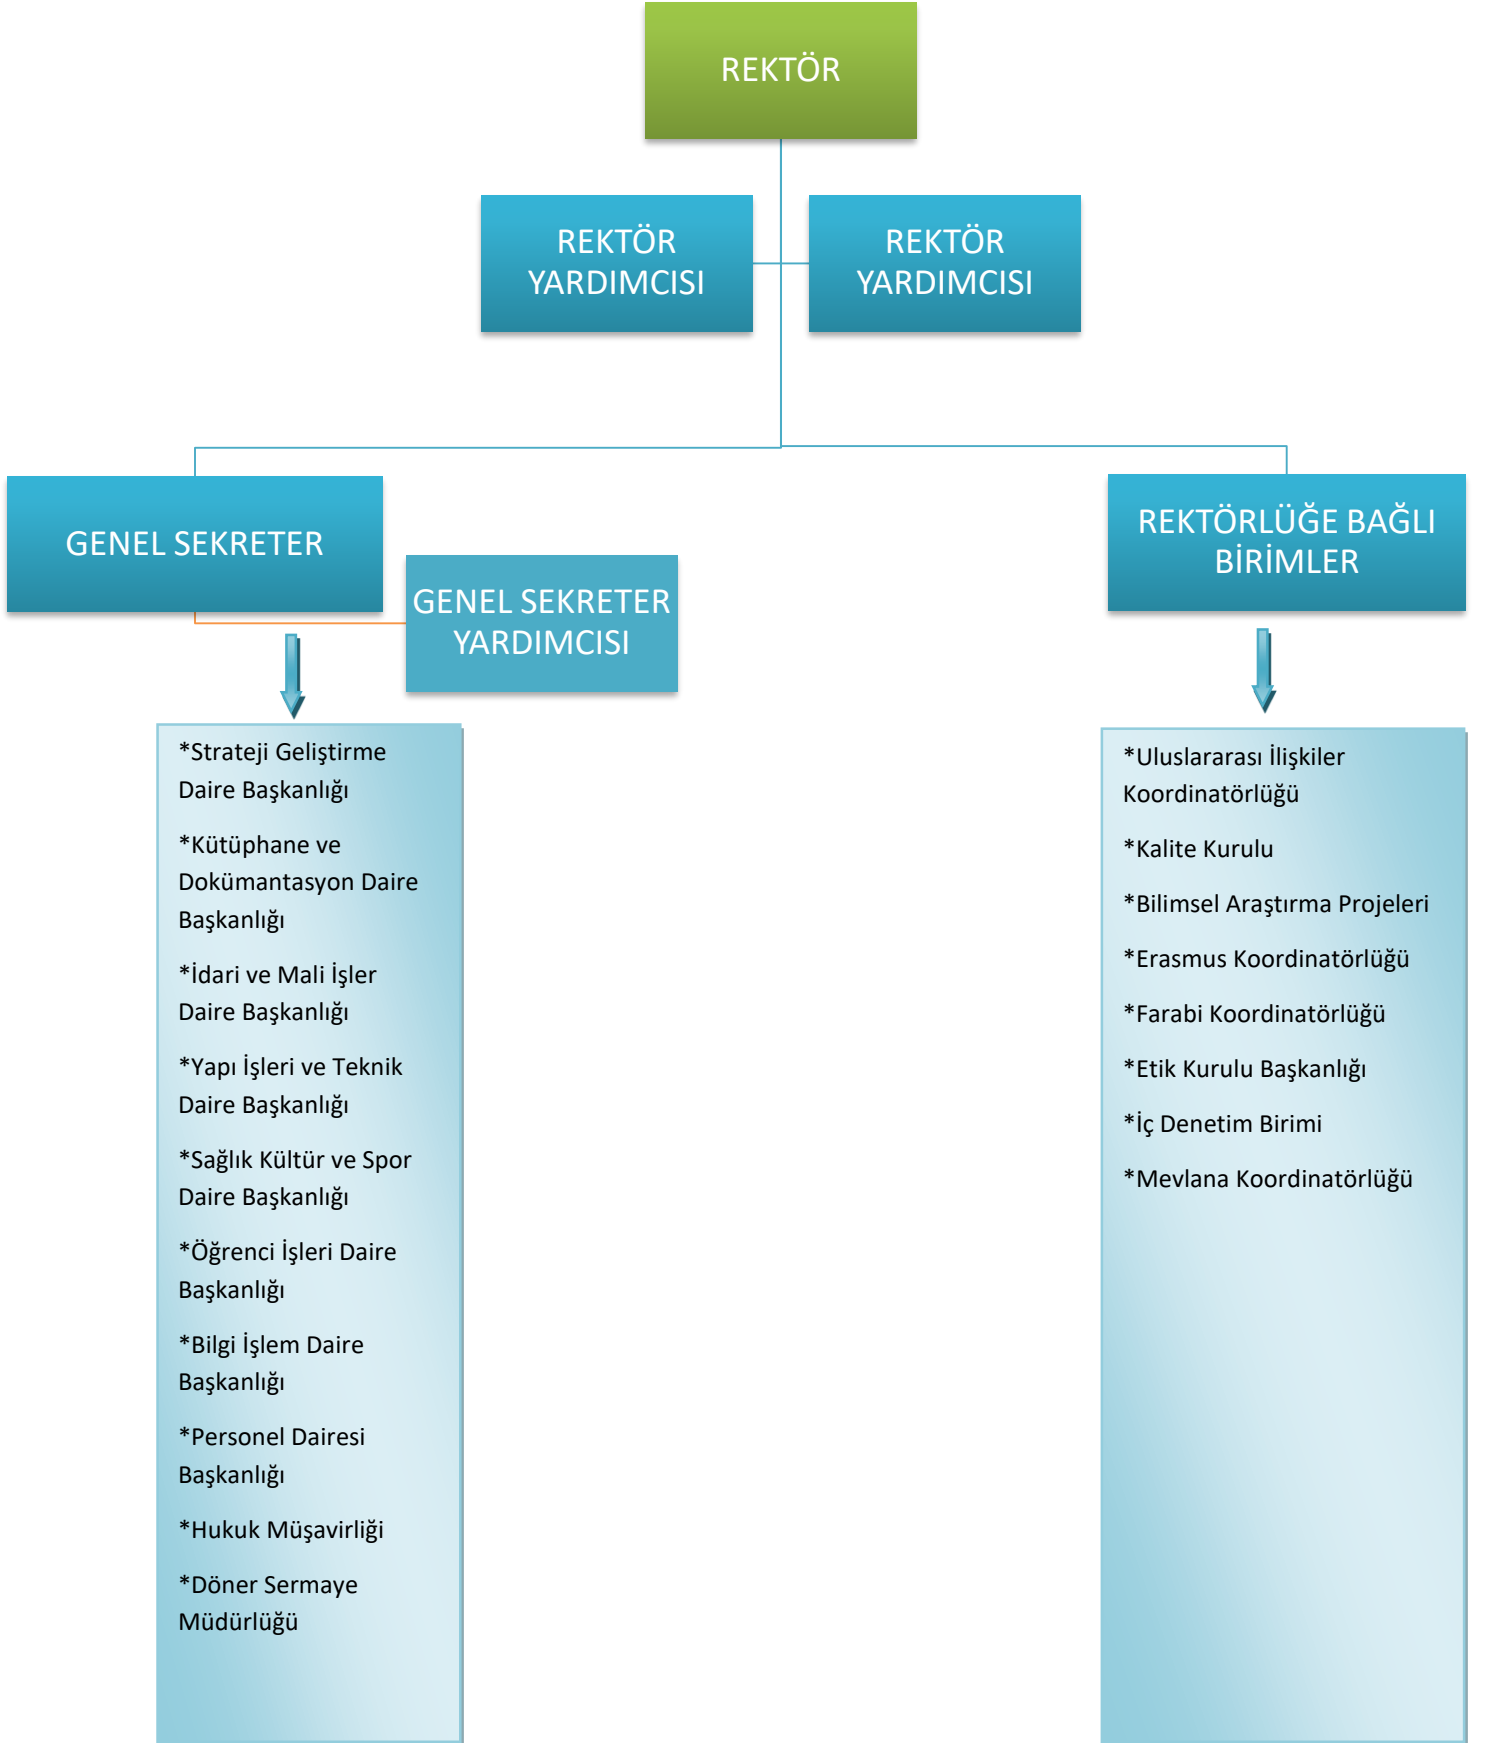 REKTÖR
REKTÖR
YARDIMCISI
REKTÖR
YARDIMCISI
GENEL SEKRETER
GENEL SEKRETER
YARDIMCISI
*Strateji Geliştirme
Daire Başkanlığı
*Kütüphane ve
Dokümantasyon Daire
Başkanlığı
*İdari ve Mali İşler
Daire Başkanlığı
*Yapı İşleri ve Teknik
Daire Başkanlığı
*Sağlık Kültür ve Spor
Daire Başkanlığı
*Öğrenci İşleri Daire
Başkanlığı
*Bilgi İşlem Daire
Başkanlığı
*Personel Dairesi
Başkanlığı
*Hukuk Müşavirliği
*Döner Sermaye
Müdürlüğü
REKTÖRLÜĞE BAĞLI
BİRİMLER
*Uluslararası İlişkiler
Koordinatörlüğü
*Kalite Kurulu
*Bilimsel Araştırma Projeleri
*Erasmus Koordinatörlüğü
*Farabi Koordinatörlüğü
*Etik Kurulu Başkanlığı
*İç Denetim Birimi
*Mevlana Koordinatörlüğü